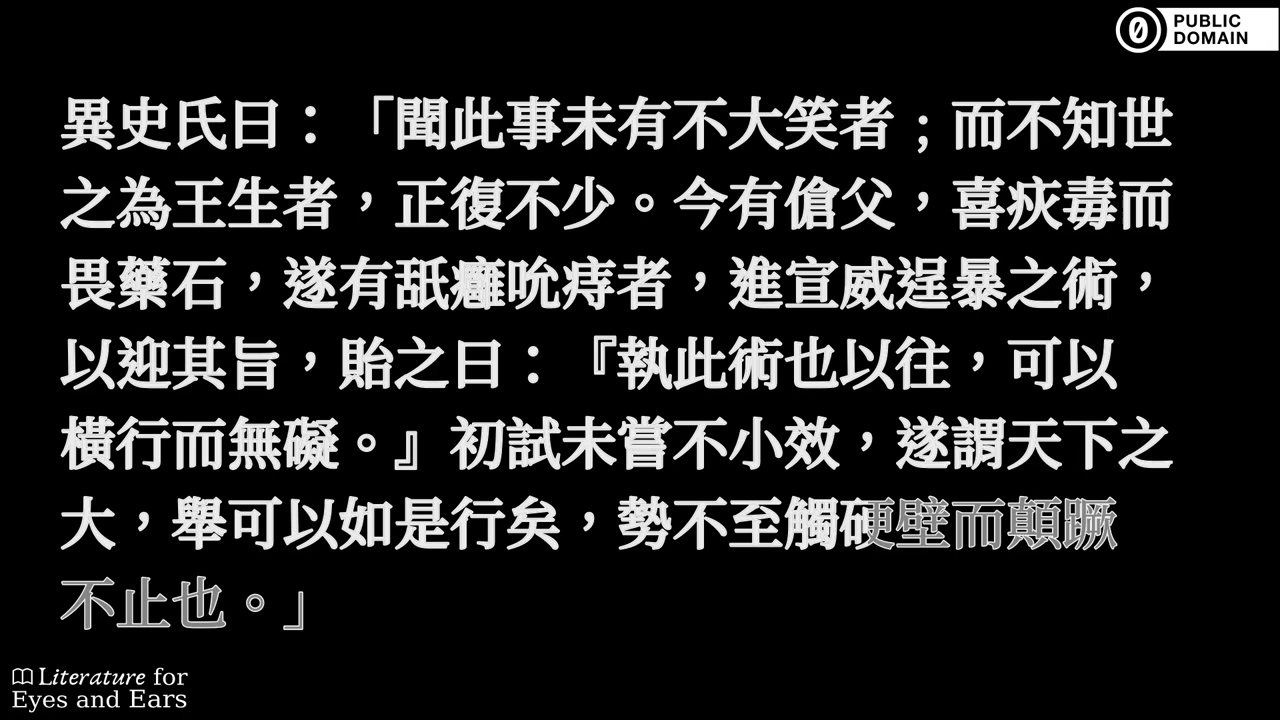 PUBLIC
DOMAIN
異史氏曰：「聞此事未有不大笑者；而不知世
之為王生者，正復不少。今有傖父，喜疢毒而
畏藥石，遂有舐癰吮痔者，進宣威逞暴之術，
以迎其旨，貽之曰：『執此術也以往，可以
橫行而無礙。』初試未嘗不小效，遂謂天下之
大，舉可以如是行矣，勢不至觸硬壁而顛蹶
不止也。」
Literature for
Eyes and Ears